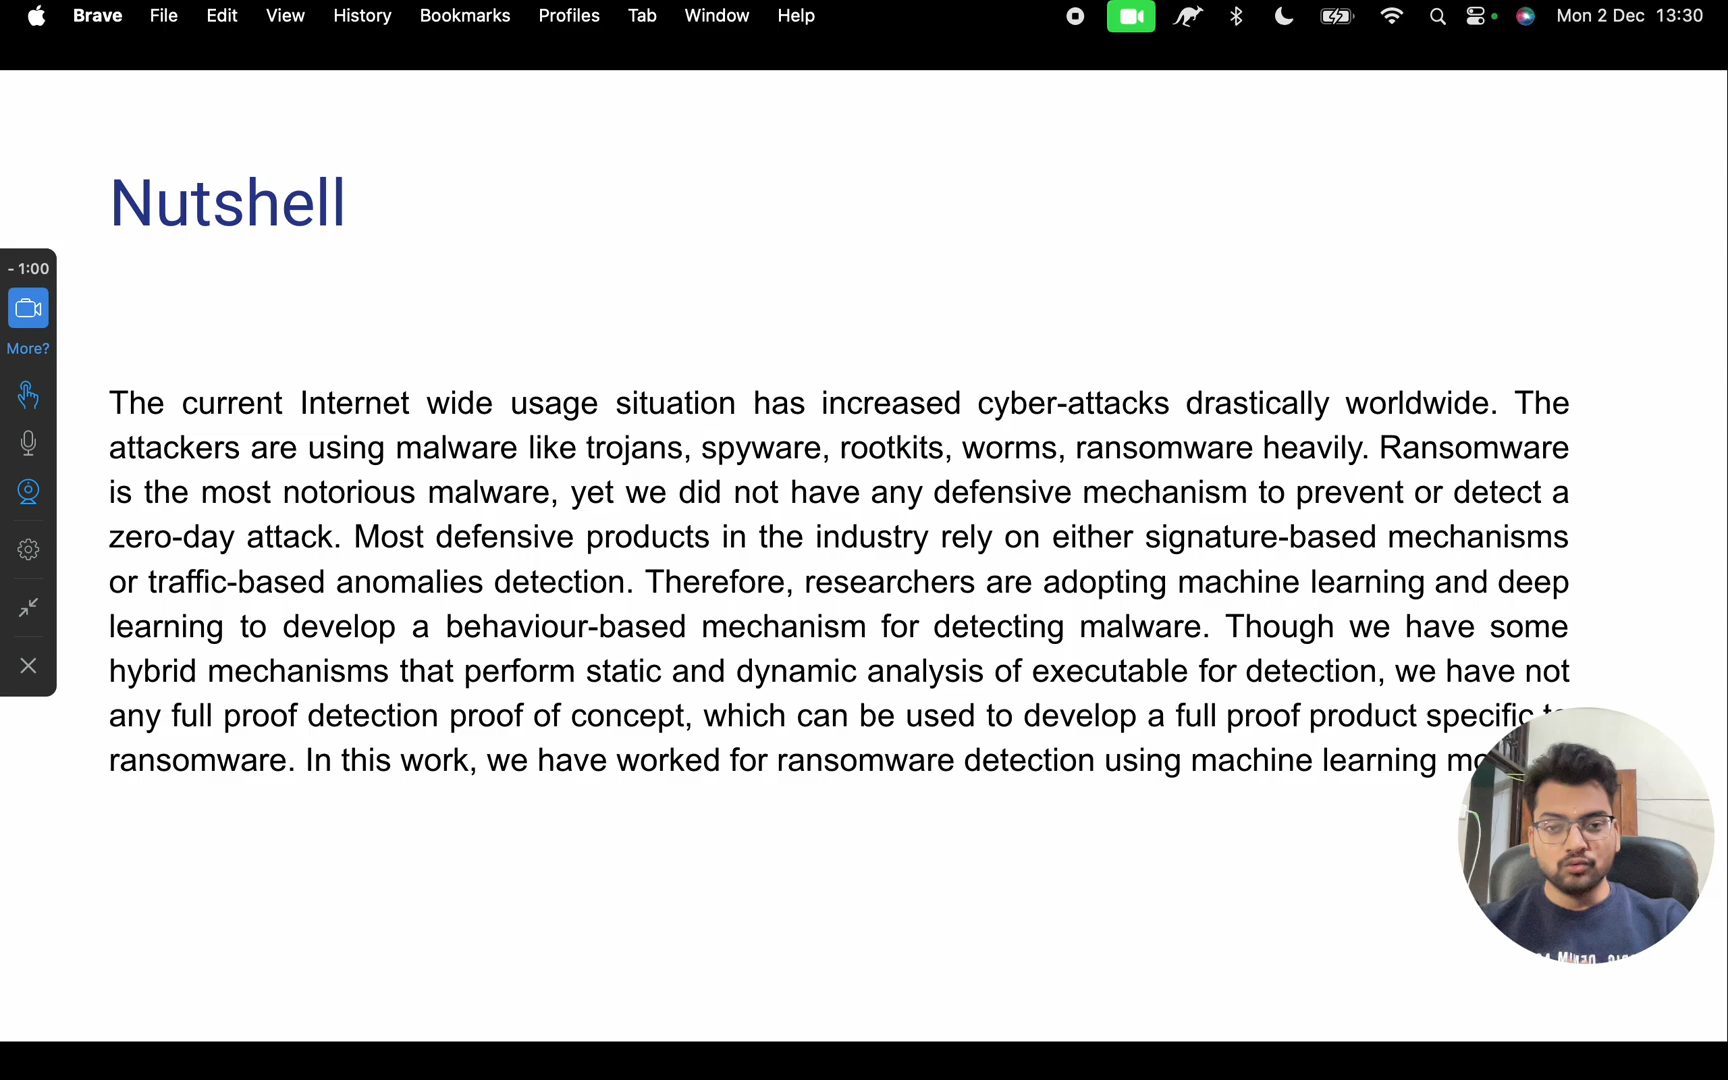 Brave File Edit View History Bookmarks Profiles Tab Window Help Mon 2 Dec 13:30
Nutshell
- 1:00
More?
The current Internet wide usage situation has increased cyber-attacks drastically worldwide. The
attackers are using malware like trojans, spyware, rootkits, worms, ransomware heavily. Ransomware
is the most notorious malware, yet we did not have any defensive mechanism to prevent or detect a
zero-day attack. Most defensive products in the industry rely on either signature-based mechanisms
or traffic-based anomalies detection. Therefore, researchers are adopting machine learning and deep
learning to develop a behaviour-based mechanism for detecting malware. Though we have some
hybrid mechanisms that perform static and dynamic analysis of executable for detection, we have not
any full proof detection proof of concept, which can be used to develop a full proof product specific
ransomware. In this work, we have worked for ransomware detection using machine learning